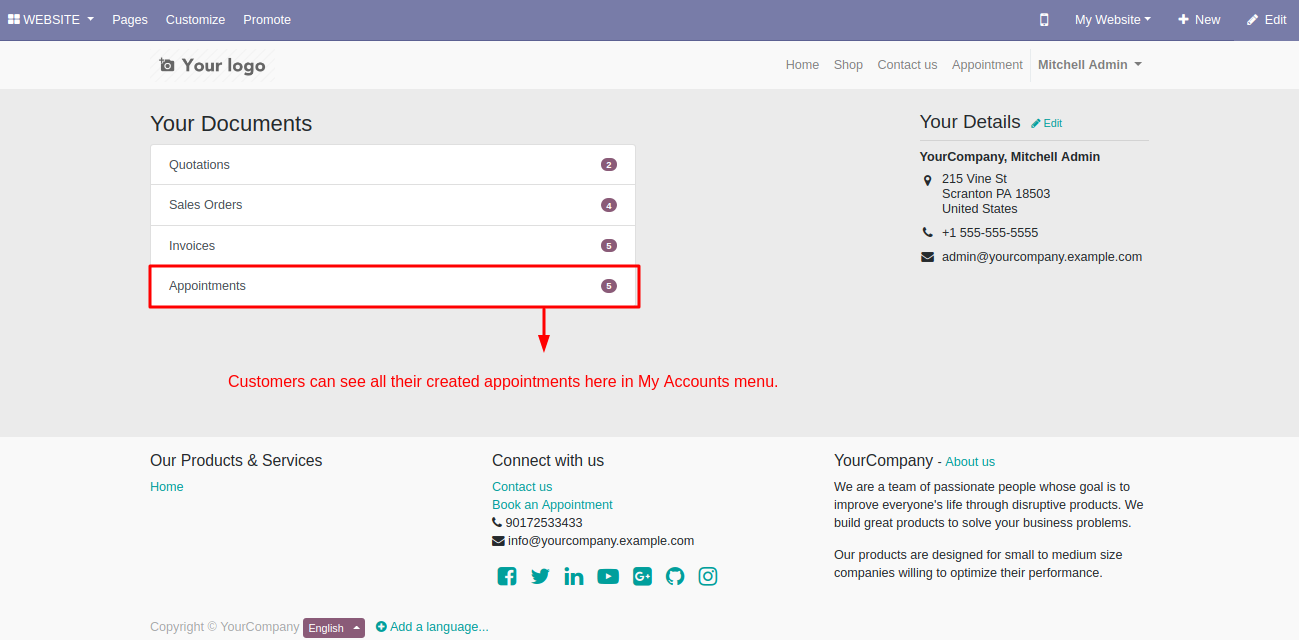 WEBSITE Pages Customize Promote My Website New Edit
Your logo Home Shop Contact us Appointment Mitchell Admin
Your Documents
Quotations 2
Sales Orders 4
Invoices 5
Appointments 5
Customers can see all their created appointments here in My Accounts menu.
Your Details Edit
YourCompany, Mitchell Admin
215 Vine St
Scranton PA 18503
United States
+1 555-555-5555
admin@yourcompany.example.com
Our Products & Services
Home
Connect with us
Contact us
Book an Appointment
90172533433
info@yourcompany.example.com
YourCompany - About us
We are a team of passionate people whose goal is to
improve everyone's life through disruptive products. We
build great products to solve your business problems.
Our products are designed for small to medium size
companies willing to optimize their performance.
Copyright © YourCompany English Add a language...